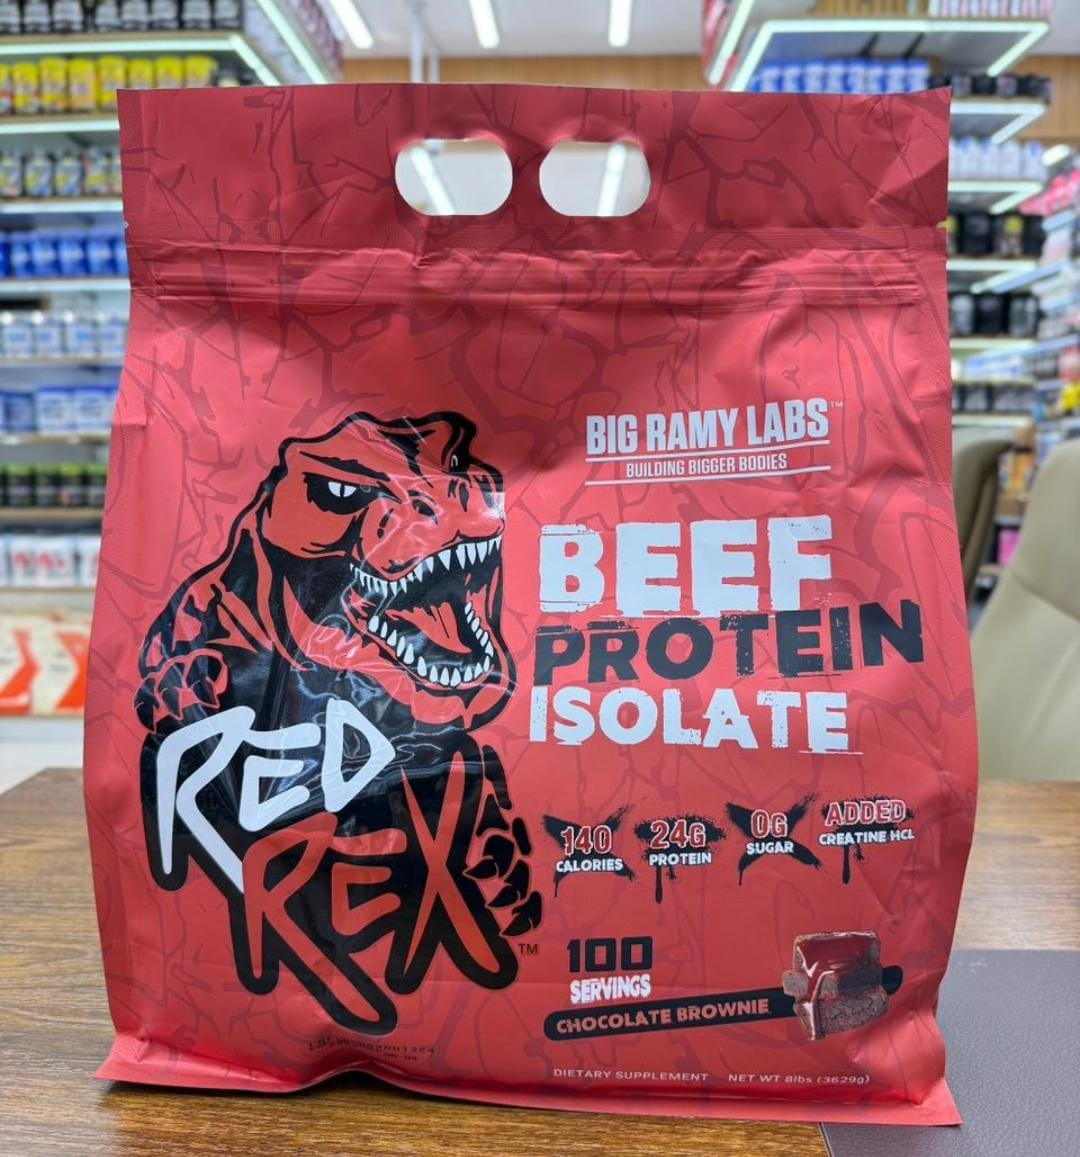 BIG RAMY LABS™
BUILDING BIGGER BODIES
BEEF
PROTEIN
ISOLATE
RED
REX™
140
CALORIES
24G
PROTEIN
0G
SUGAR
ADDED
CREATINE HCL
100
SERVINGS
CHOCOLATE BROWNIE
DIETARY SUPPLEMENT NET WT 8lbs (3629g)